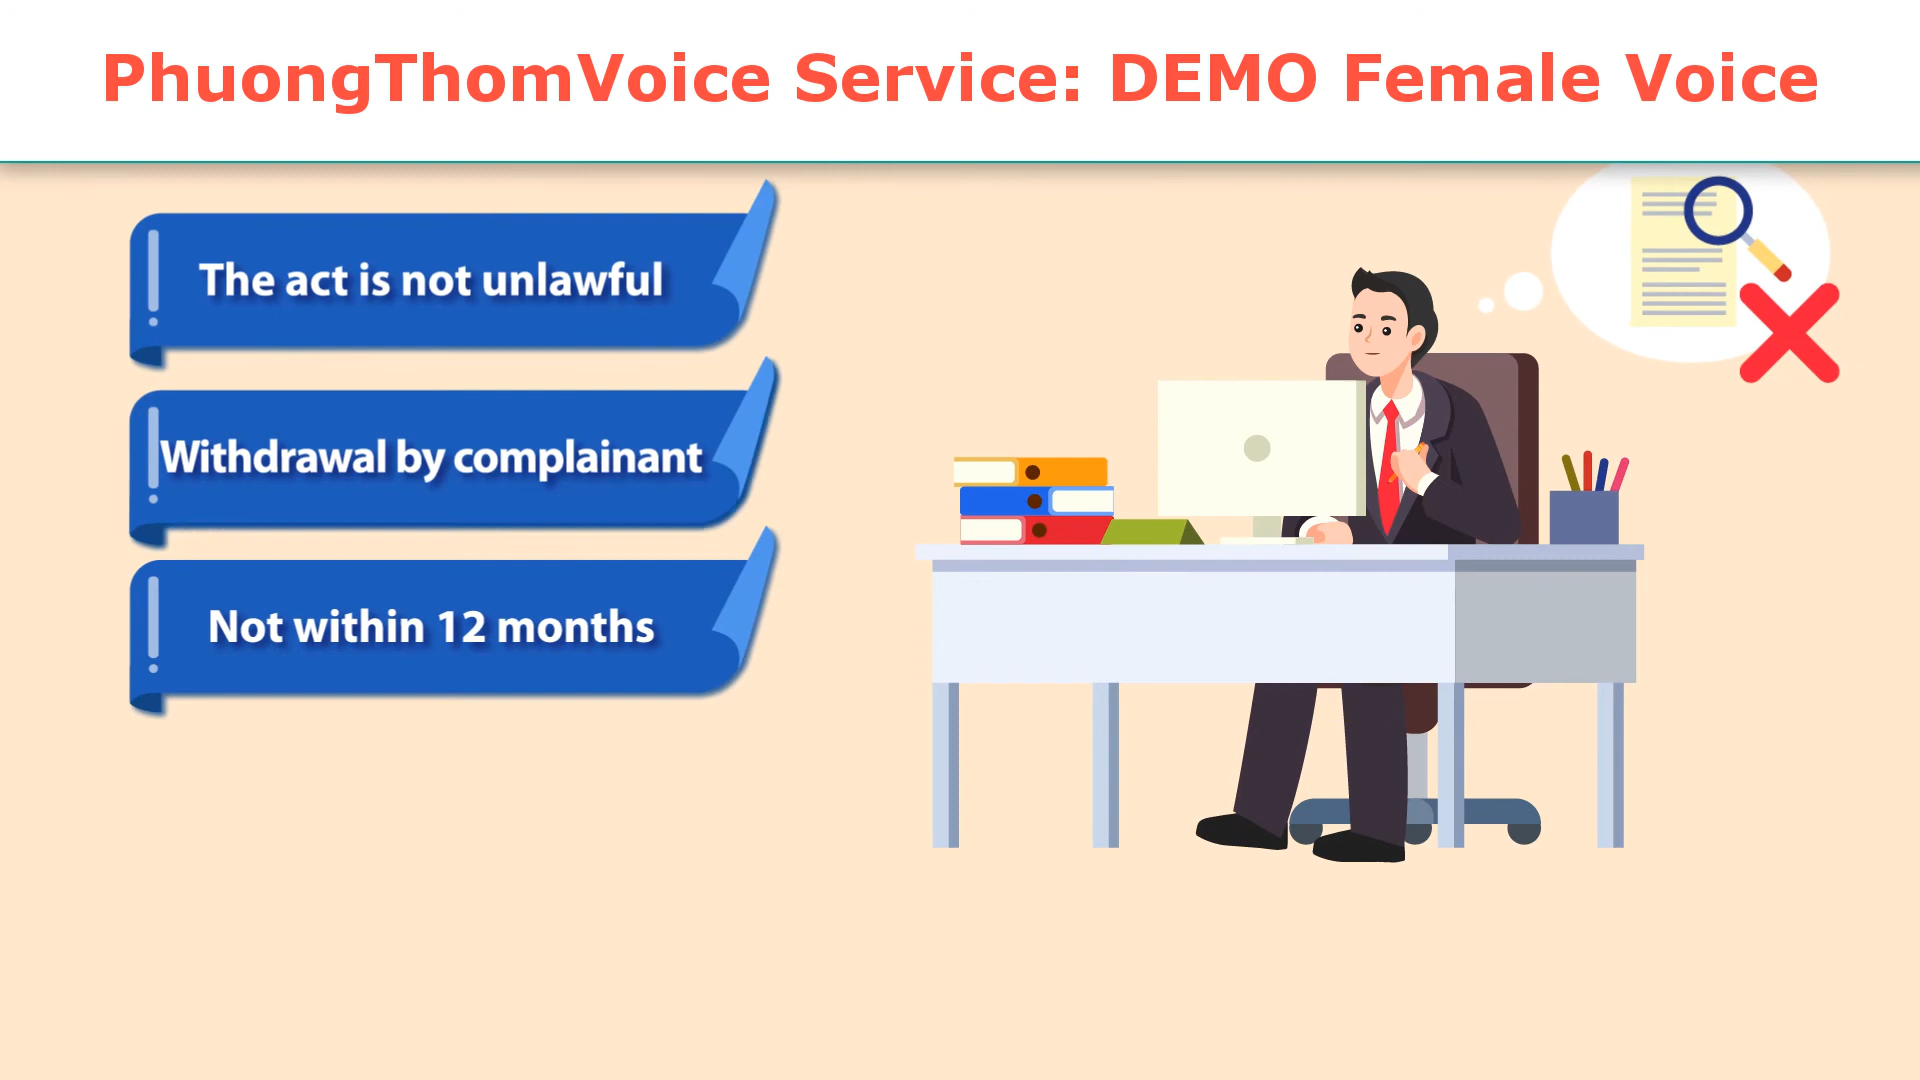 PhuongThomVoice Service: DEMO Female Voice
The act is not unlawful
Withdrawal by complainant
Not within 12 months